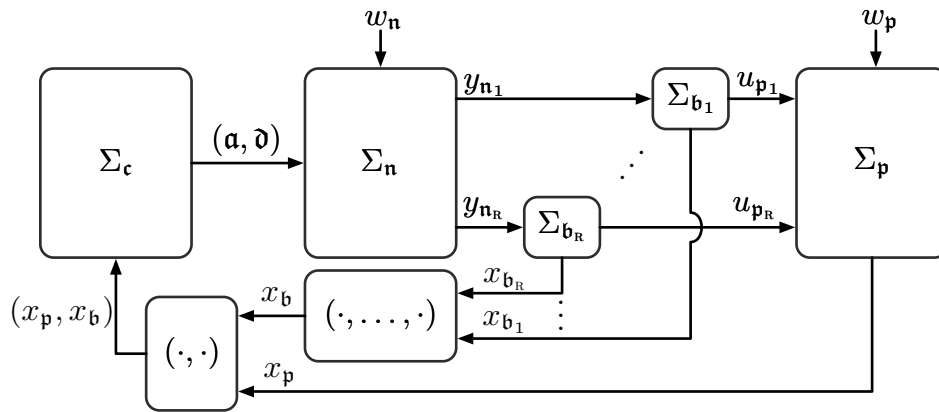 w_𝔫
w_𝔭
y_{𝔫_1}
Σ_{𝔟_1}
u_{𝔭_1}
(𝔞, 𝔡)
Σ_𝔠
Σ_𝔫
Σ_𝔭
⋰
y_{𝔫_R}
Σ_{𝔟_R}
u_{𝔭_R}
x_{𝔟_R}
x_𝔟
(·, …, ·)
⋮
(x_𝔭, x_𝔟)
x_{𝔟_1}
(·, ·)
x_𝔭